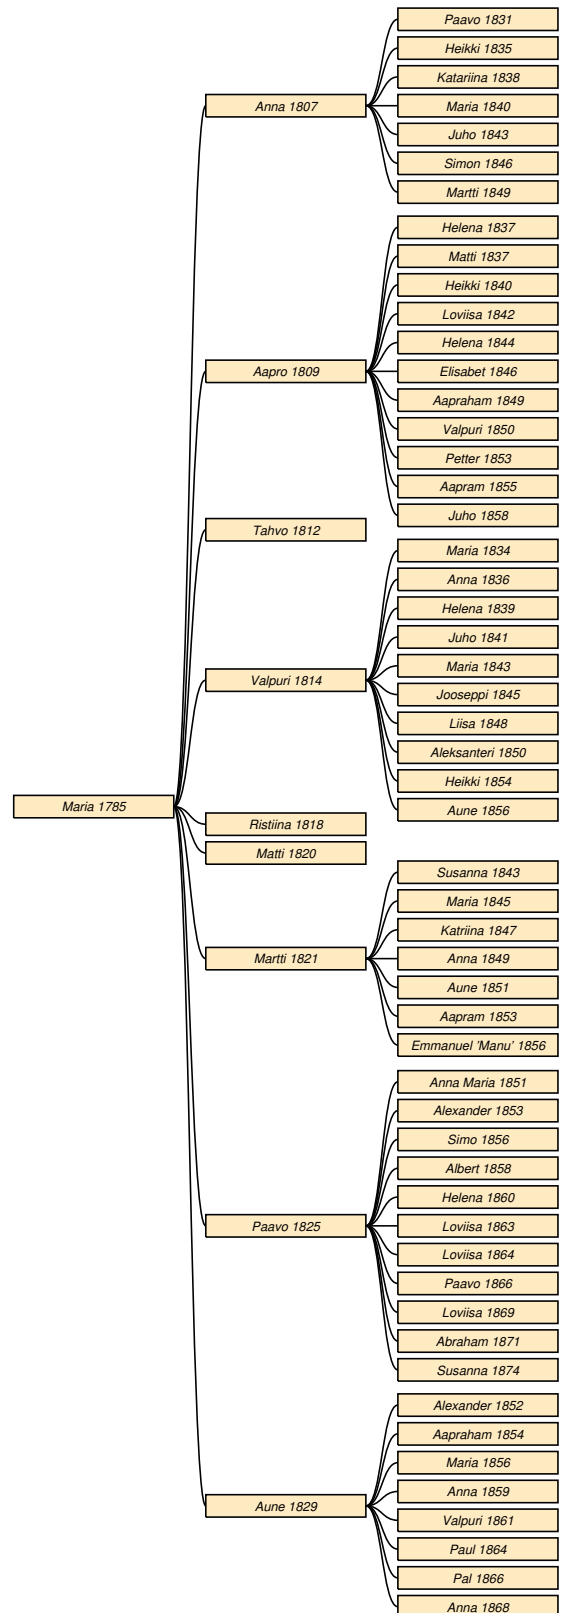 Maria 1785
Anna 1807
Paavo 1831
Heikki 1835
Katariina 1838
Maria 1840
Juho 1843
Simon 1846
Martti 1849
Aapro 1809
Helena 1837
Matti 1837
Heikki 1840
Loviisa 1842
Helena 1844
Elisabet 1846
Aapraham 1849
Valpuri 1850
Petter 1853
Aapram 1855
Juho 1858
Tahvo 1812
Valpuri 1814
Maria 1834
Anna 1836
Helena 1839
Juho 1841
Maria 1843
Jooseppi 1845
Liisa 1848
Aleksanteri 1850
Heikki 1854
Aune 1856
Ristiina 1818
Matti 1820
Martti 1821
Susanna 1843
Maria 1845
Katriina 1847
Anna 1849
Aune 1851
Aapram 1853
Emmanuel 'Manu' 1856
Paavo 1825
Anna Maria 1851
Alexander 1853
Simo 1856
Albert 1858
Helena 1860
Loviisa 1863
Loviisa 1864
Paavo 1866
Loviisa 1869
Abraham 1871
Susanna 1874
Aune 1829
Alexander 1852
Aapraham 1854
Maria 1856
Anna 1859
Valpuri 1861
Paul 1864
Pal 1866
Anna 1868